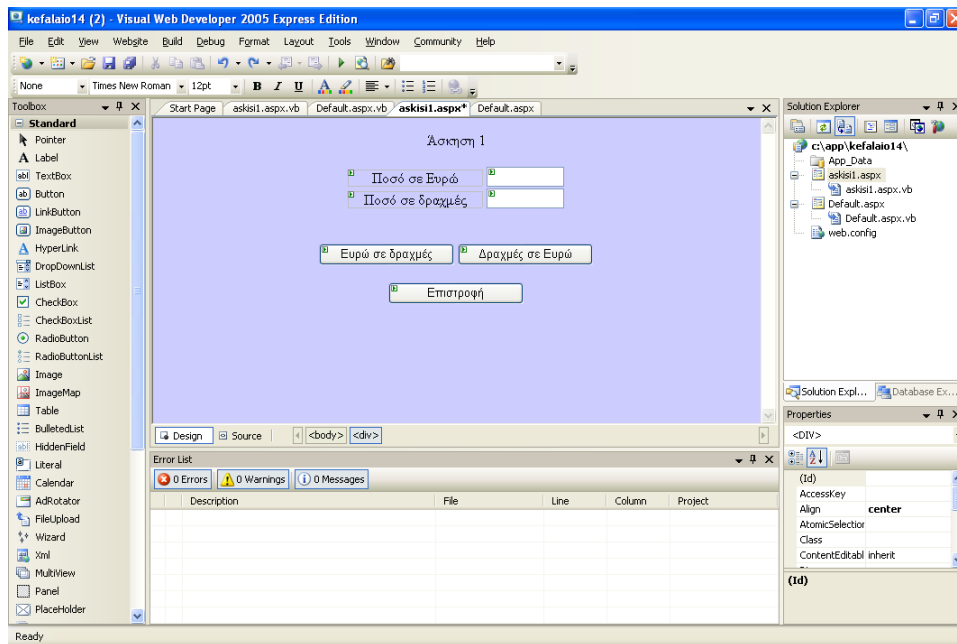 kefalaio14 (2) - Visual Web Developer 2005 Express Edition
File Edit View Website Build Debug Format Layout Tools Window Community Help
None Times New Roman 12pt B I U A
Toolbox
Standard
Pointer
A Label
abl TextBox
ab Button
ab LinkButton
ImageButton
A HyperLink
DropDownList
ListBox
CheckBox
CheckBoxList
RadioButton
RadioButtonList
Image
ImageMap
Table
BulletedList
abl HiddenField
Literal
Calendar
AdRotator
FileUpload
Wizard
Xml
MultiView
Panel
PlaceHolder
Start Page askisi1.aspx.vb Default.aspx.vb askisi1.aspx* Default.aspx
Άσκηση 1
Ποσό σε Ευρώ
Ποσό σε δραχμές
Ευρώ σε δραχμές Δραχμές σε Ευρώ
Επιστροφή
Design Source <body> <div>
Error List
0 Errors 0 Warnings 0 Messages
Description File Line Column Project
Solution Explorer
c:\app\kefalaio14\
App_Data
askisi1.aspx
askisi1.aspx.vb
Default.aspx
Default.aspx.vb
web.config
Solution Expl... Database Ex...
Properties
<DIV>
(Id)
AccessKey
Align center
AtomicSelection
Class
ContentEditabl inherit
(Id)
Ready